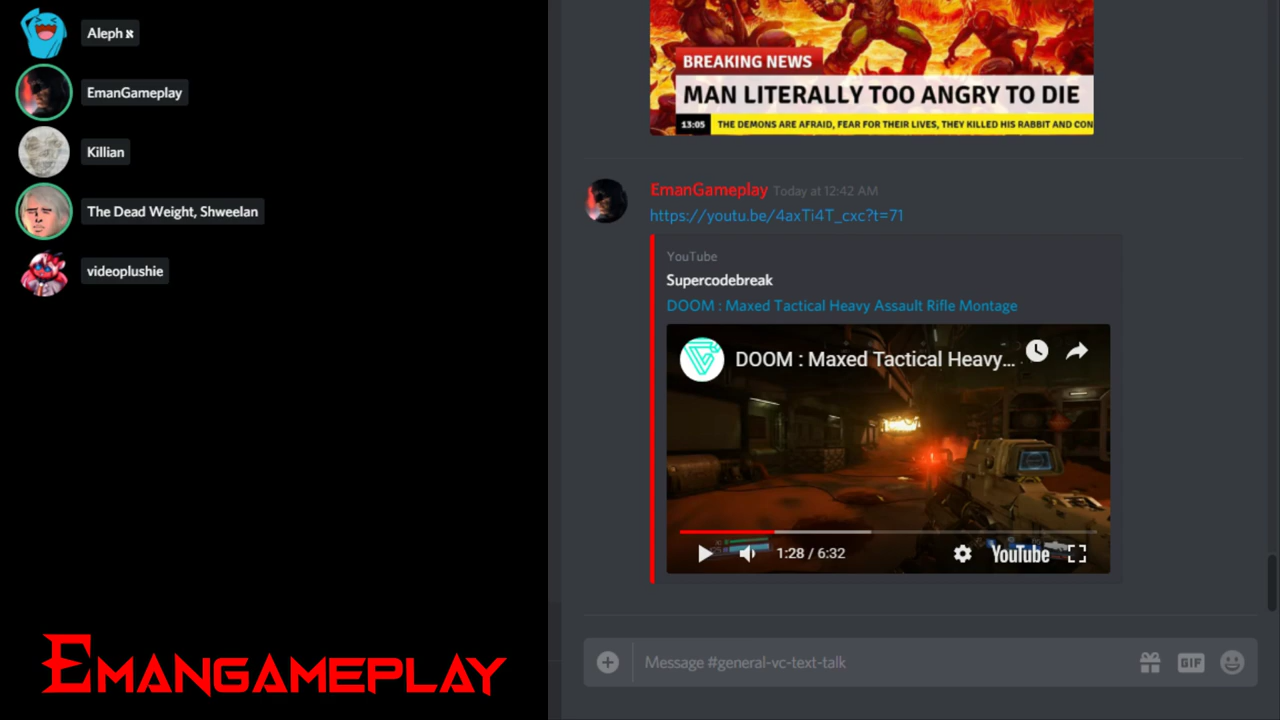 Aleph ℵ
EmanGameplay
Killian
The Dead Weight, Shweelan
videoplushie
EMANGAMEPLAY
BREAKING NEWS
MAN LITERALLY TOO ANGRY TO DIE
13:05 THE DEMONS ARE AFRAID, FEAR FOR THEIR LIVES, THEY KILLED HIS RABBIT AND CON
EmanGameplay Today at 12:42 AM
https://youtu.be/4axTi4T_cxc?t=71
YouTube
Supercodebreak
DOOM : Maxed Tactical Heavy Assault Rifle Montage
DOOM : Maxed Tactical Heavy...
1:28 / 6:32 YouTube
Message #general-vc-text-talk GIF